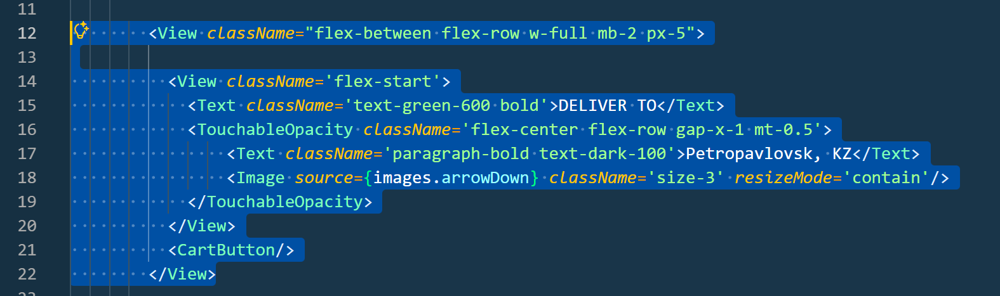 11
12 <View className="flex-between flex-row w-full mb-2 px-5">
13
14 <View className='flex-start'>
15 <Text className='text-green-600 bold'>DELIVER TO</Text>
16 <TouchableOpacity className='flex-center flex-row gap-x-1 mt-0.5'>
17 <Text className='paragraph-bold text-dark-100'>Petropavlovsk, KZ</Text>
18 <Image source={images.arrowDown} className='size-3' resizeMode='contain'/>
19 </TouchableOpacity>
20 </View>
21 <CartButton/>
22 </View>